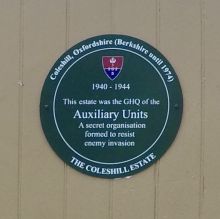 Coleshill, Oxfordshire (Berkshire until 1974)
1940 - 1944
This estate was the GHQ of the
Auxiliary Units
A secret organisation
formed to resist
enemy invasion
THE COLESHILL ESTATE